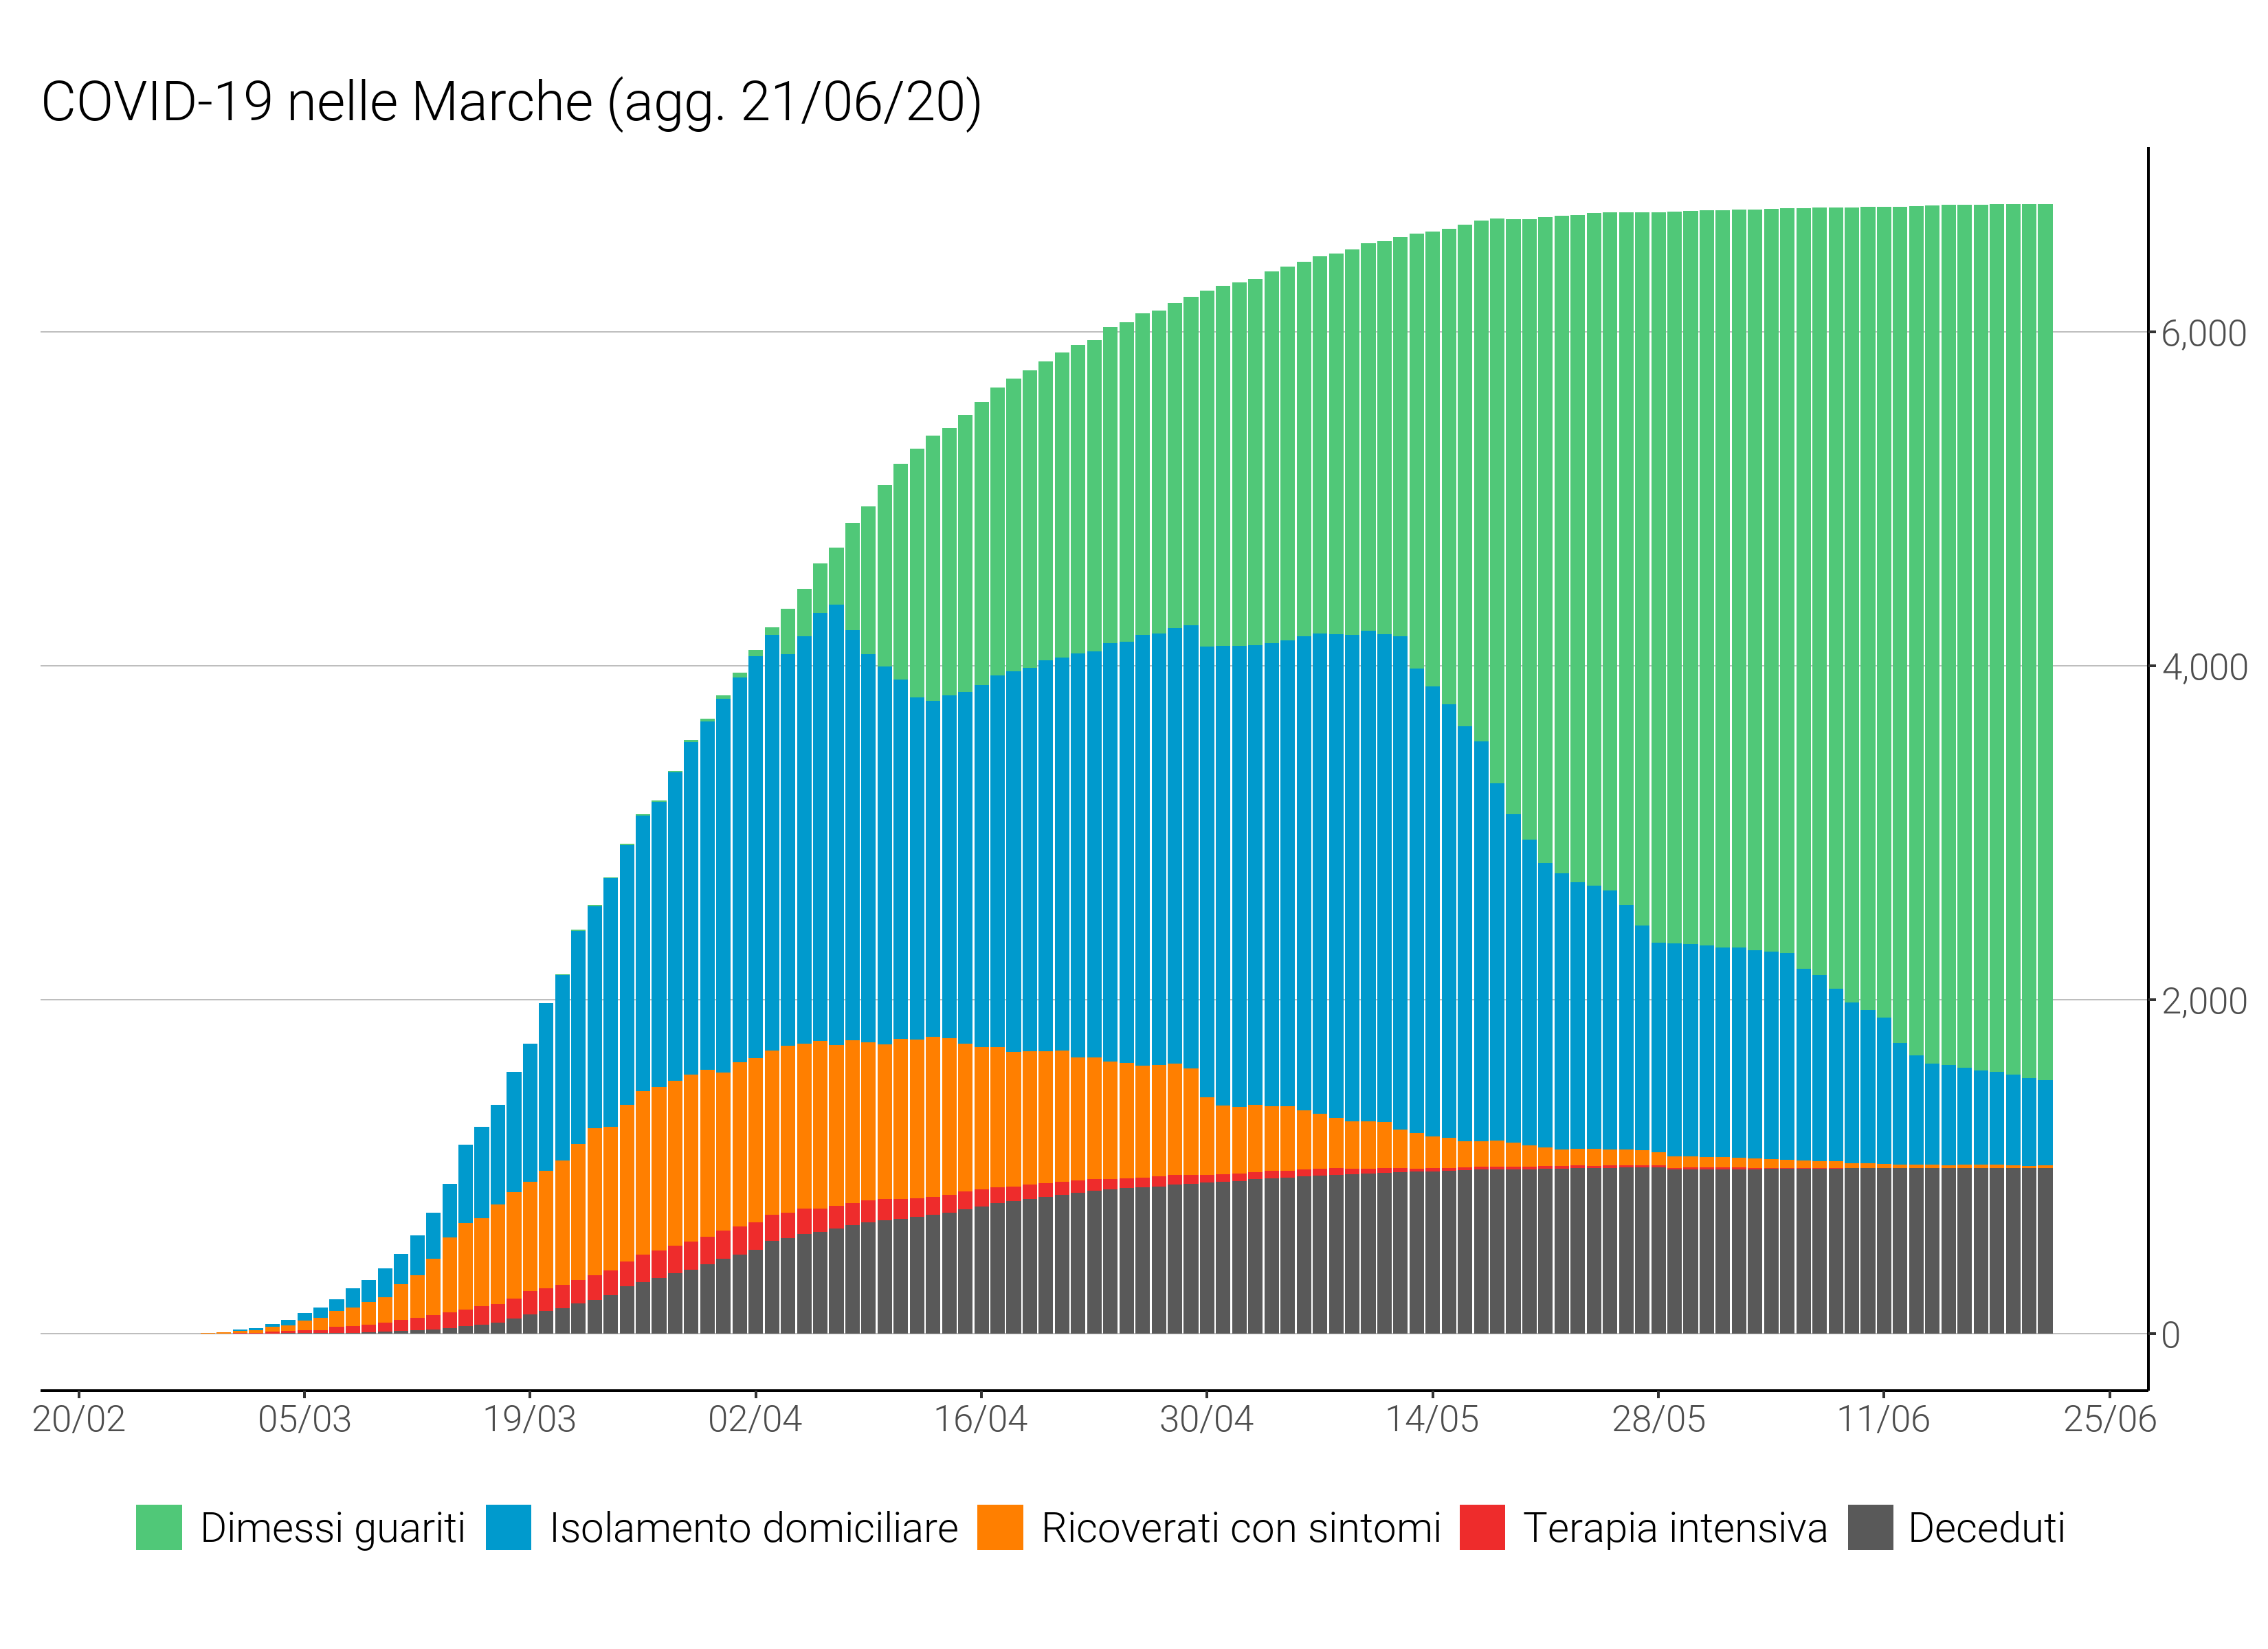 COVID-19 nelle Marche (agg. 21/06/20)
6,000
4,000
2,000
0
20/02 05/03 19/03 02/04 16/04 30/04 14/05 28/05 11/06 25/06
Dimessi guariti Isolamento domiciliare Ricoverati con sintomi Terapia intensiva Deceduti